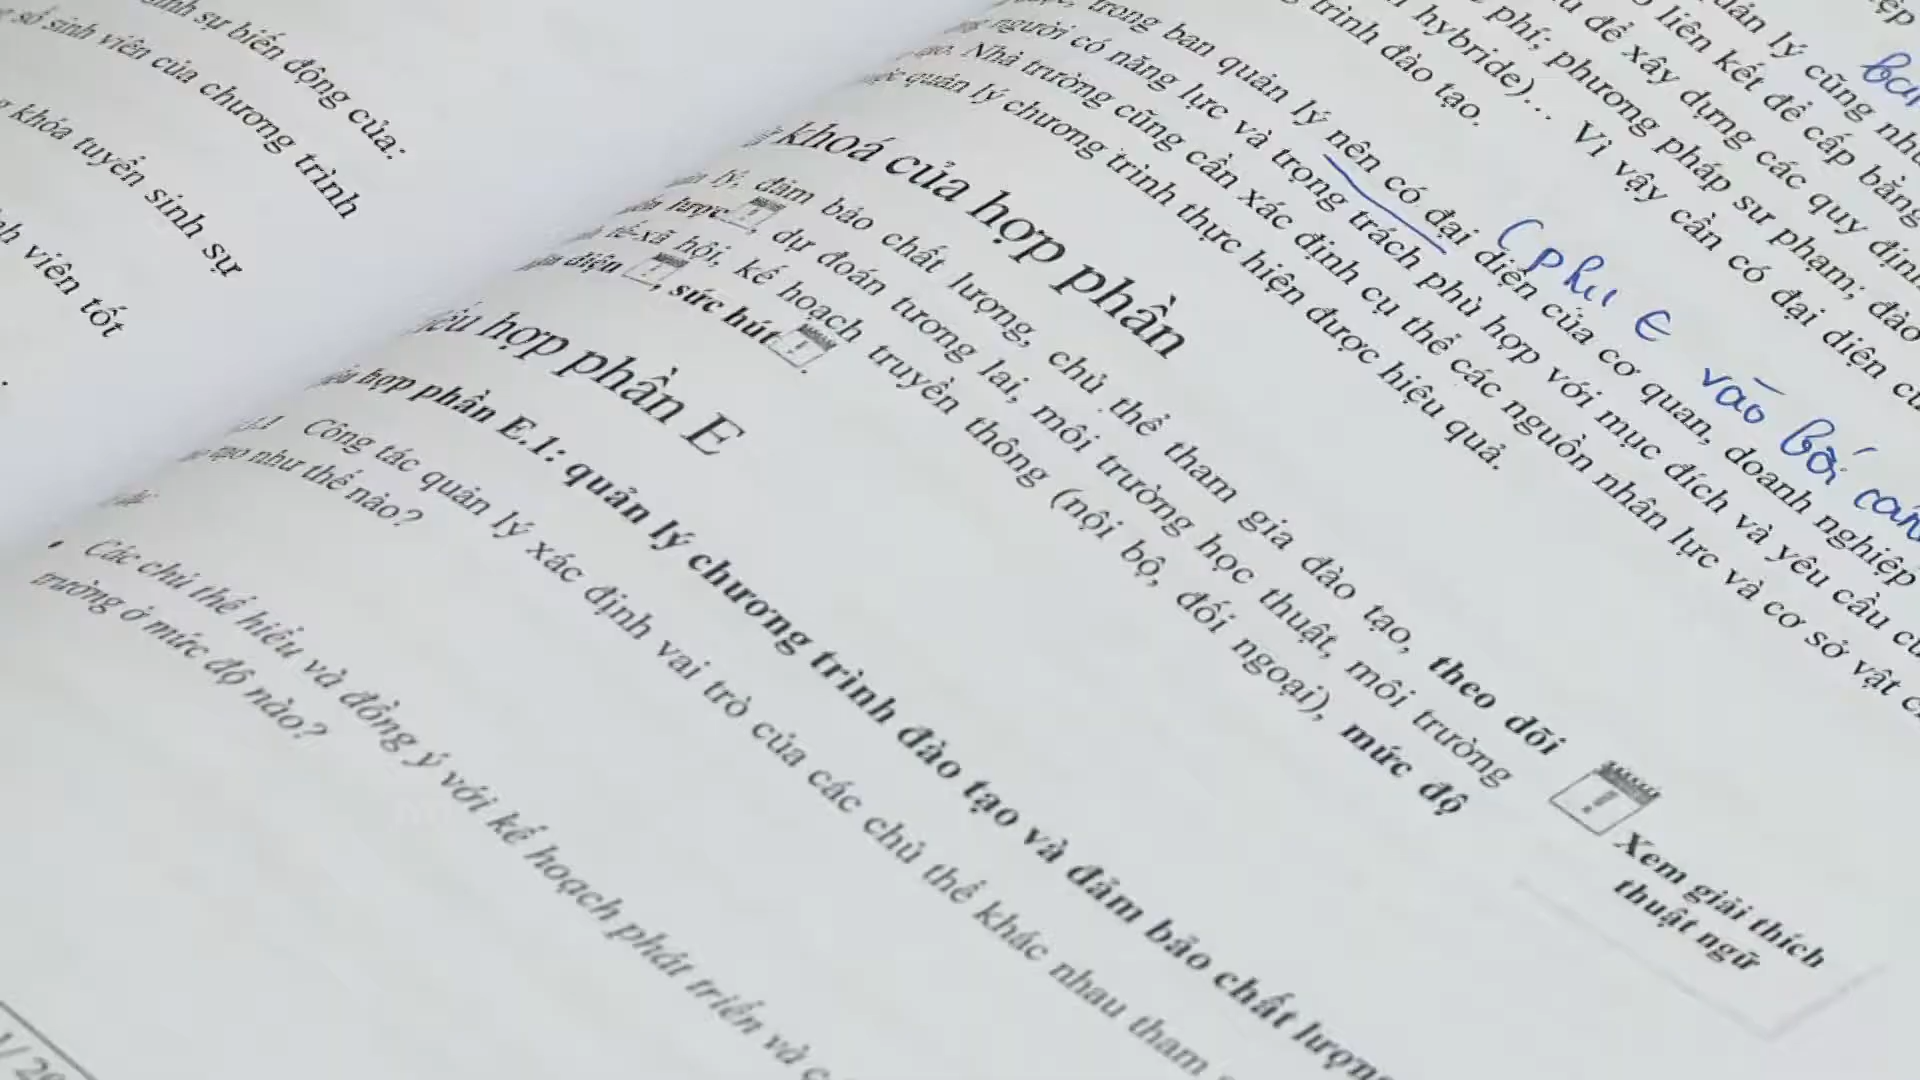 sự biến động của:
số sinh viên của chương trình
khóa tuyển sinh sự
viên tốt
quản lý cũng như
liên kết để cấp bằng
để xây dựng các quy định
phí; phương pháp sư phạm; đào
hybride)... Vì vậy cần có đại diện
trình đào tạo.
trong ban quản lý nên có đại diện của cơ quan, doanh nghiệp
người có năng lực và trọng trách phù hợp với mục đích và yêu cầu
Nhà trường cũng cần xác định cụ thể các nguồn nhân lực và cơ sở vật
quản lý chương trình thực hiện được hiệu quả.
vào bối
khoá của hợp phần
lý, đảm bảo chất lượng, chủ thể tham gia đào tạo, theo dõi
lược, dự đoán tương lai, môi trường học thuật, môi trường
tế-xã hội, kế hoạch truyền thông (nội bộ, đối ngoại), mức độ
diện, sức hút.
Xem giải thích
thuật ngữ
hợp phần E
hợp phần E.1: quản lý chương trình đào tạo và đảm bảo chất lượng
Công tác quản lý xác định vai trò của các chủ thể khác nhau tham
tạo như thế nào?
• Các chủ thể hiểu và đồng ý với kế hoạch phát triển và
trường ở mức độ nào?